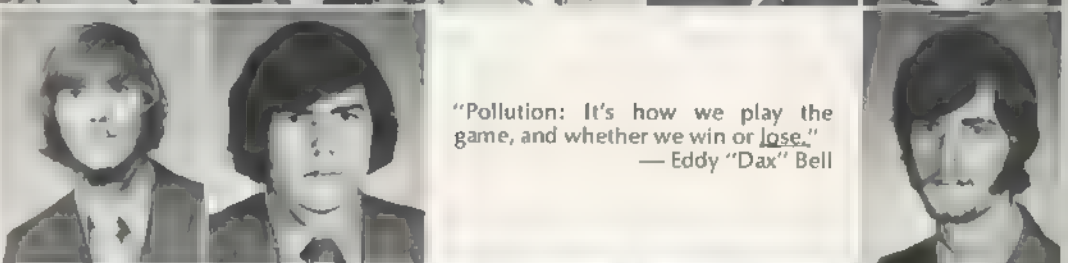 "Pollution: It's how we play the
game, and whether we win or lose."
— Eddy "Dax" Bell